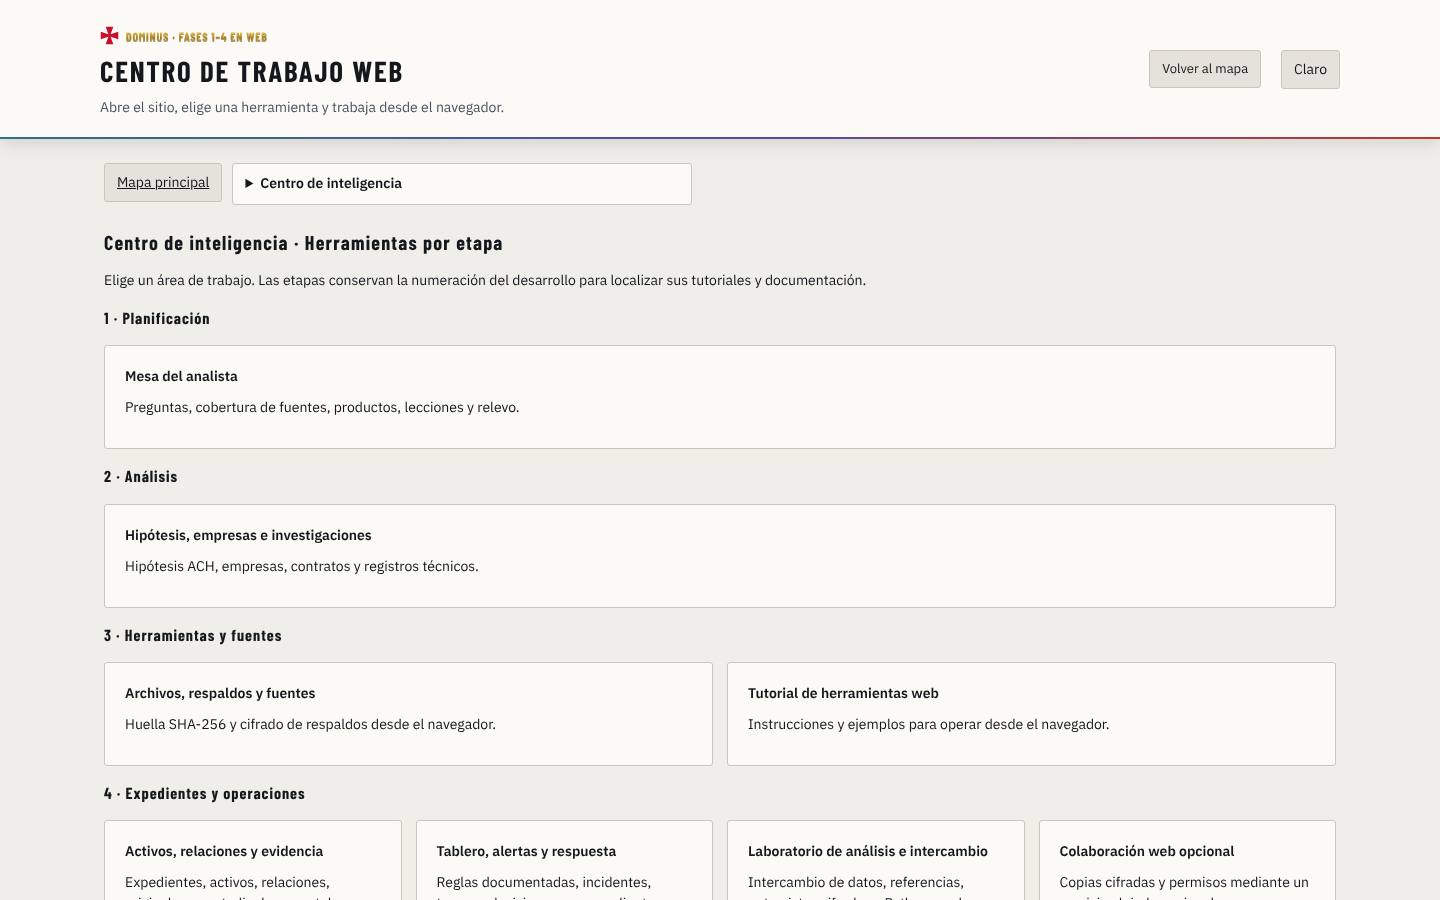 DOMINUS · FASES 1-4 EN WEB
CENTRO DE TRABAJO WEB
Abre el sitio, elige una herramienta y trabaja desde el navegador.
Volver al mapa
Claro
Mapa principal
Centro de inteligencia
Centro de inteligencia · Herramientas por etapa
Elige un área de trabajo. Las etapas conservan la numeración del desarrollo para localizar sus tutoriales y documentación.
1 · Planificación
Mesa del analista
Preguntas, cobertura de fuentes, productos, lecciones y relevo.
2 · Análisis
Hipótesis, empresas e investigaciones
Hipótesis ACH, empresas, contratos y registros técnicos.
3 · Herramientas y fuentes
Archivos, respaldos y fuentes
Huella SHA-256 y cifrado de respaldos desde el navegador.
Tutorial de herramientas web
Instrucciones y ejemplos para operar desde el navegador.
4 · Expedientes y operaciones
Activos, relaciones y evidencia
Expedientes, activos, relaciones,
Tablero, alertas y respuesta
Reglas documentadas, incidentes,
Laboratorio de análisis e intercambio
Intercambio de datos, referencias,
Colaboración web opcional
Copias cifradas y permisos mediante un